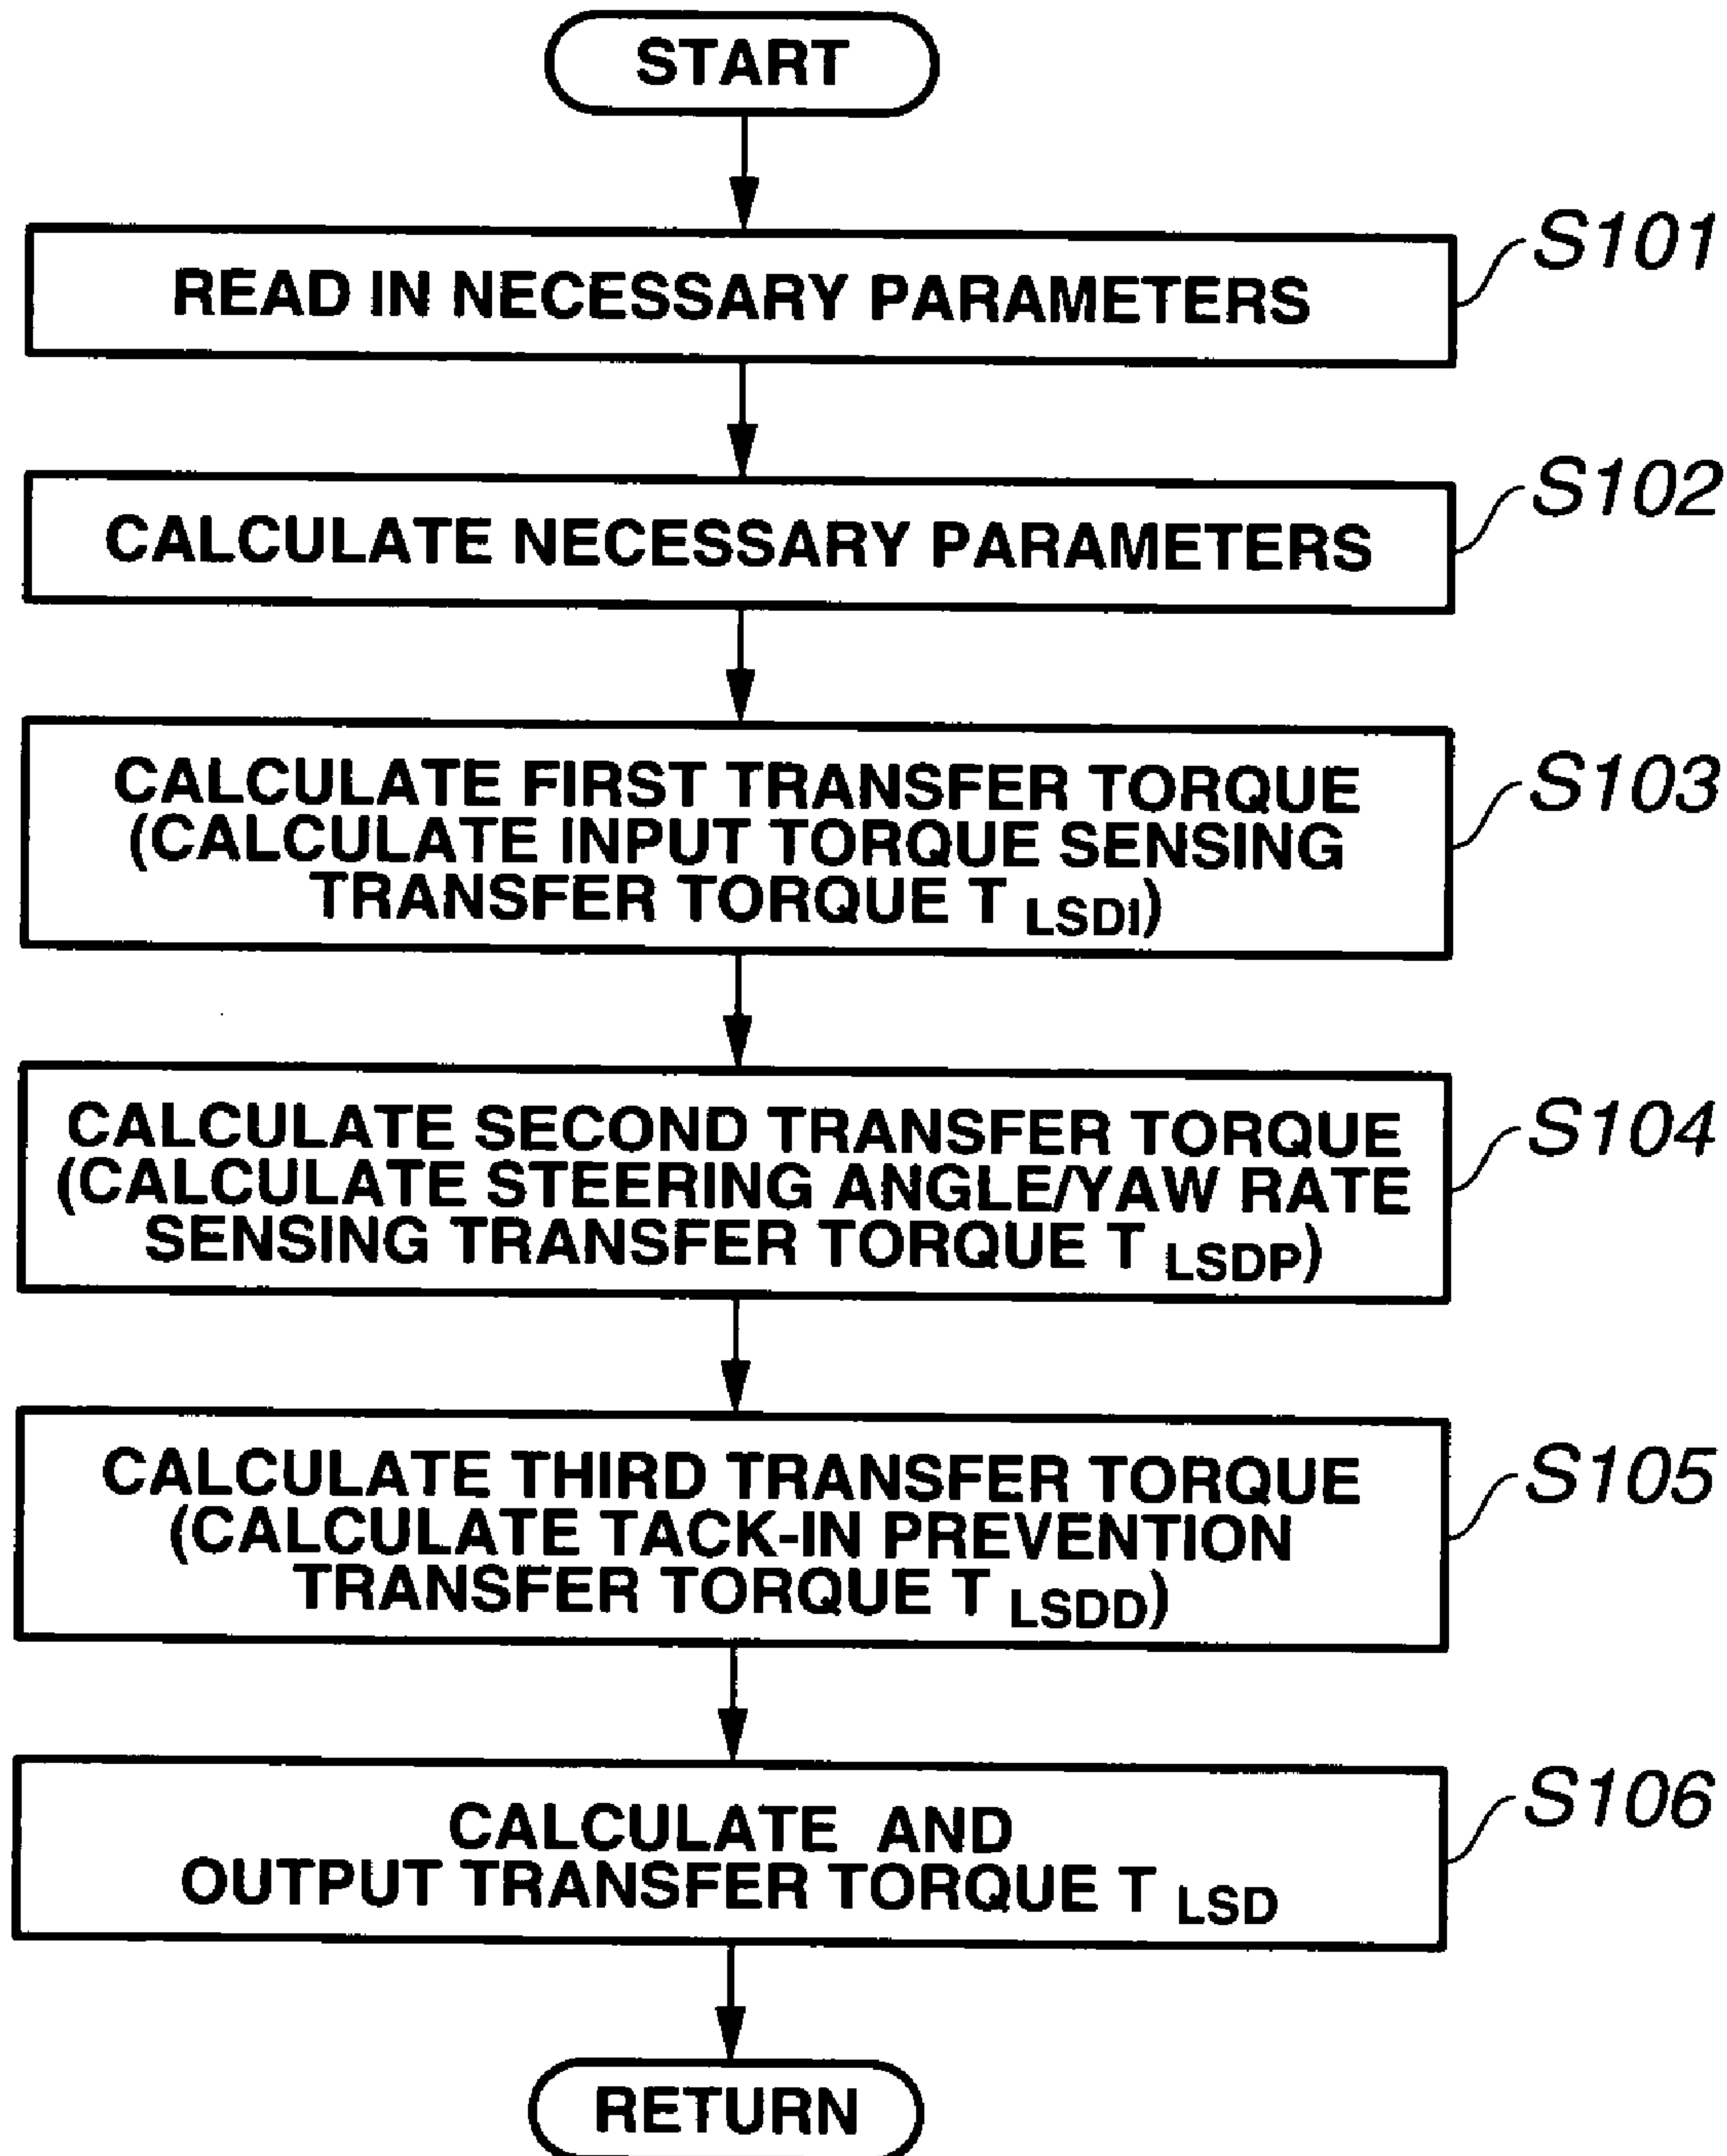 START
READ IN NECESSARY PARAMETERS
S101
CALCULATE NECESSARY PARAMETERS
S102
CALCULATE FIRST TRANSFER TORQUE
(CALCULATE INPUT TORQUE SENSING
TRANSFER TORQUE T LSDI)
S103
CALCULATE SECOND TRANSFER TORQUE
(CALCULATE STEERING ANGLE/YAW RATE
SENSING TRANSFER TORQUE T LSDP)
S104
CALCULATE THIRD TRANSFER TORQUE
(CALCULATE TACK-IN PREVENTION
TRANSFER TORQUE T LSDD)
S105
CALCULATE AND
OUTPUT TRANSFER TORQUE T LSD
S106
RETURN